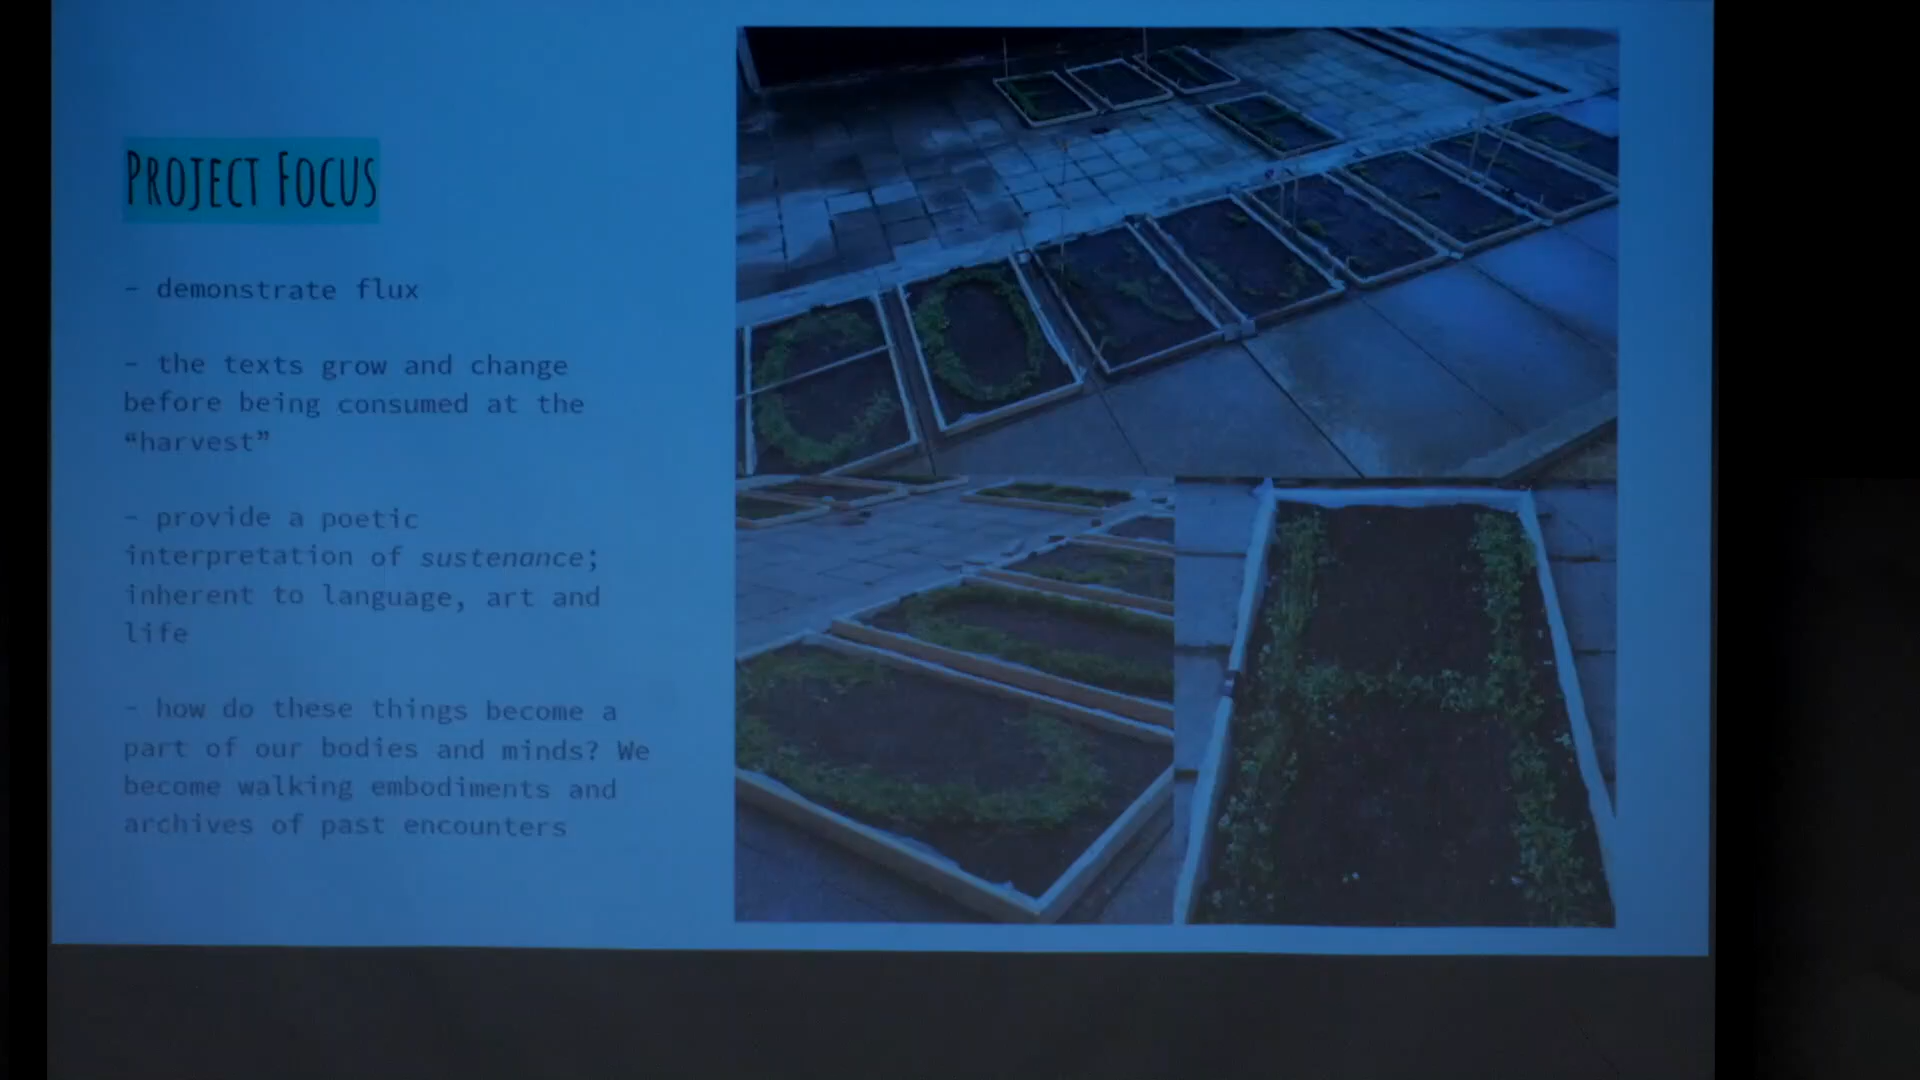 PROJECT FOCUS
– demonstrate flux
– the texts grow and change
before being consumed at the
“harvest”
– provide a poetic
interpretation of sustenance;
inherent to language, art and
life
– how do these things become a
part of our bodies and minds? We
become walking embodiments and
archives of past encounters